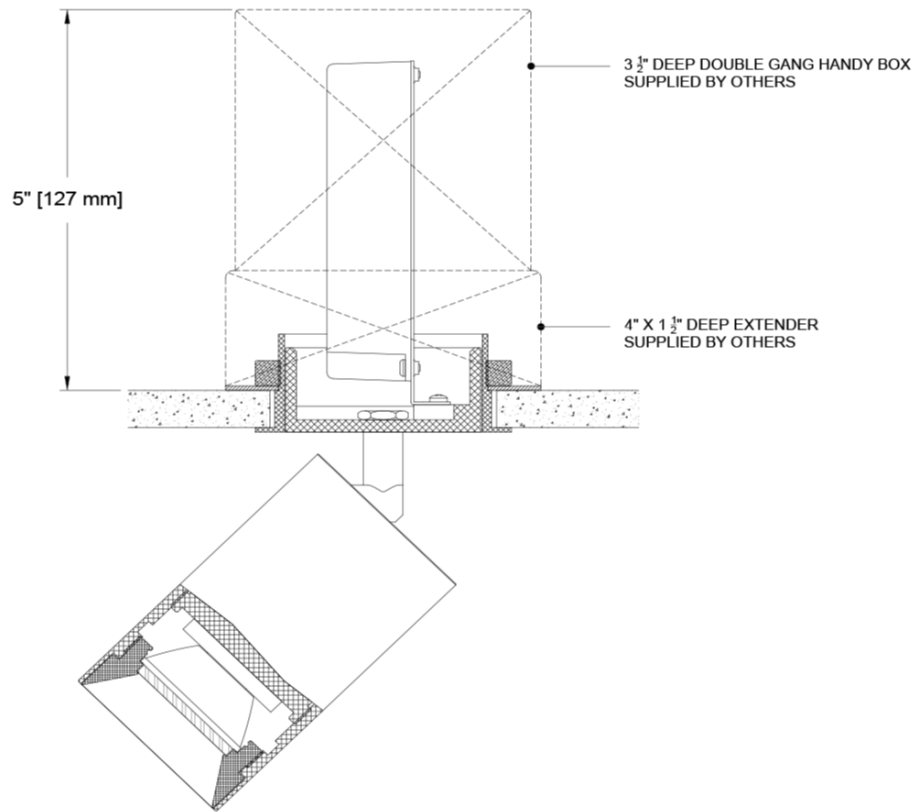 3 ½" DEEP DOUBLE GANG HANDY BOX
SUPPLIED BY OTHERS
5" [127 mm]
4" X 1 ½" DEEP EXTENDER
SUPPLIED BY OTHERS